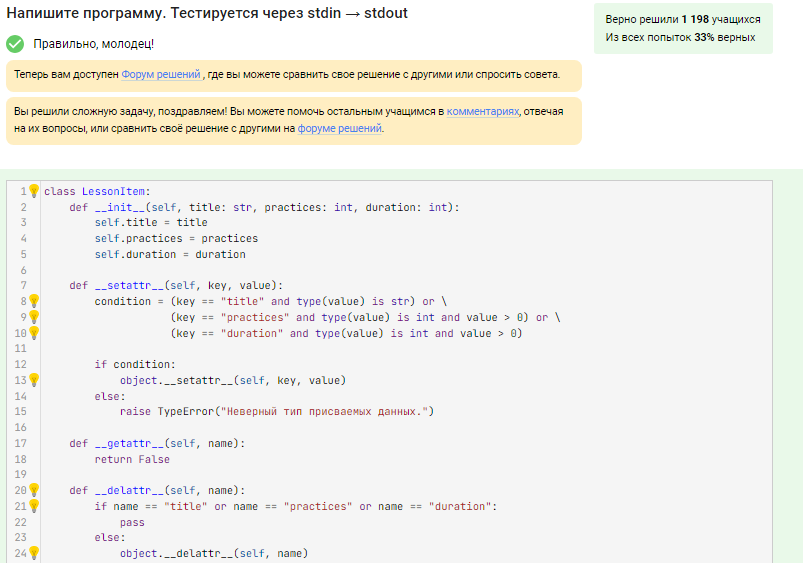 Напишите программу. Тестируется через stdin → stdout
Верно решили 1 198 учащихся
Из всех попыток 33% верных
Правильно, молодец!
Теперь вам доступен Форум решений, где вы можете сравнить свое решение с другими или спросить совета.
Вы решили сложную задачу, поздравляем! Вы можете помочь остальным учащимся в комментариях, отвечая
на их вопросы, или сравнить своё решение с другими на форуме решений.
1 class LessonItem:
2     def __init__(self, title: str, practices: int, duration: int):
3         self.title = title
4         self.practices = practices
5         self.duration = duration
6
7     def __setattr__(self, key, value):
8         condition = (key == "title" and type(value) is str) or \
9                     (key == "practices" and type(value) is int and value > 0) or \
10                     (key == "duration" and type(value) is int and value > 0)
11
12         if condition:
13             object.__setattr__(self, key, value)
14         else:
15             raise TypeError("Неверный тип присваемых данных.")
16
17     def __getattr__(self, name):
18         return False
19
20     def __delattr__(self, name):
21         if name == "title" or name == "practices" or name == "duration":
22             pass
23         else:
24             object.__delattr__(self, name)